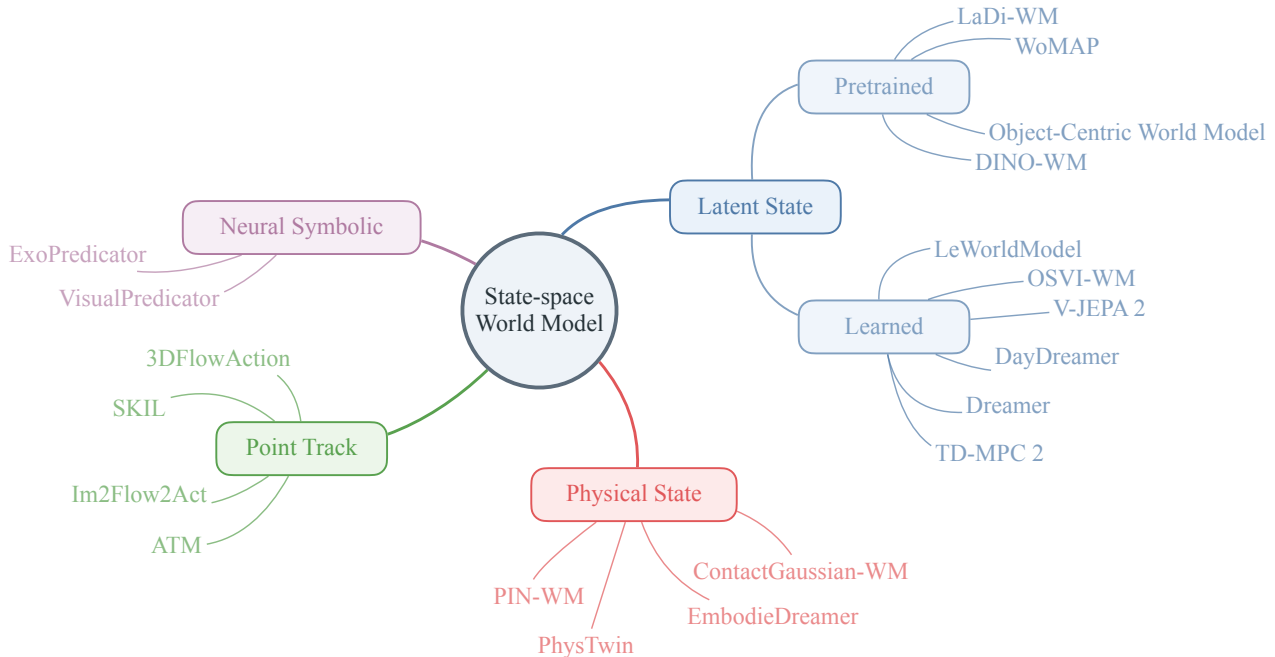 LaDi-WM
WoMAP
Pretrained
Object-Centric World Model
DINO-WM
Latent State
Neural Symbolic
ExoPredicator
VisualPredicator
State-space
World Model
LeWorldModel
OSVI-WM
V-JEPA 2
Learned
DayDreamer
Dreamer
TD-MPC 2
3DFlowAction
SKIL
Point Track
Im2Flow2Act
ATM
Physical State
ContactGaussian-WM
PIN-WM
EmbodieDreamer
PhysTwin